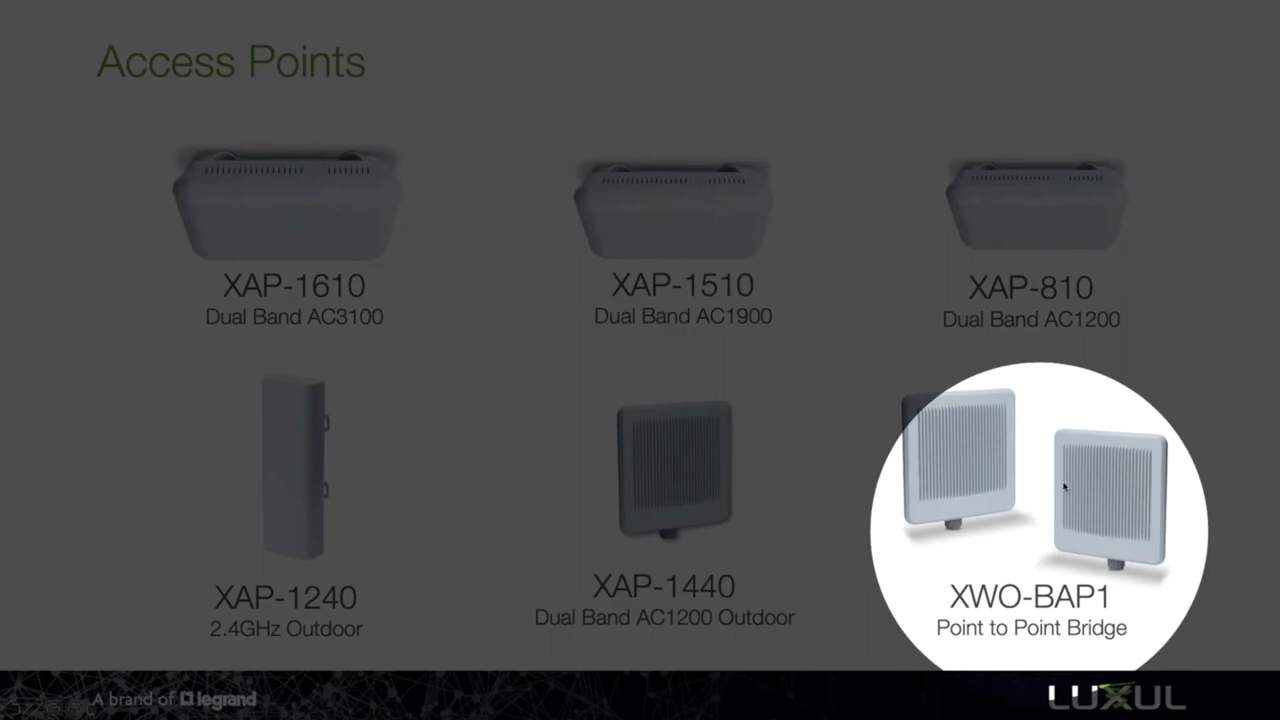 Access Points
XAP-1610
Dual Band AC3100
XAP-1510
Dual Band AC1900
XAP-810
Dual Band AC1200
XAP-1240
2.4GHz Outdoor
XAP-1440
Dual Band AC1200 Outdoor
XWO-BAP1
Point to Point Bridge
A brand of legrand
LUXUL